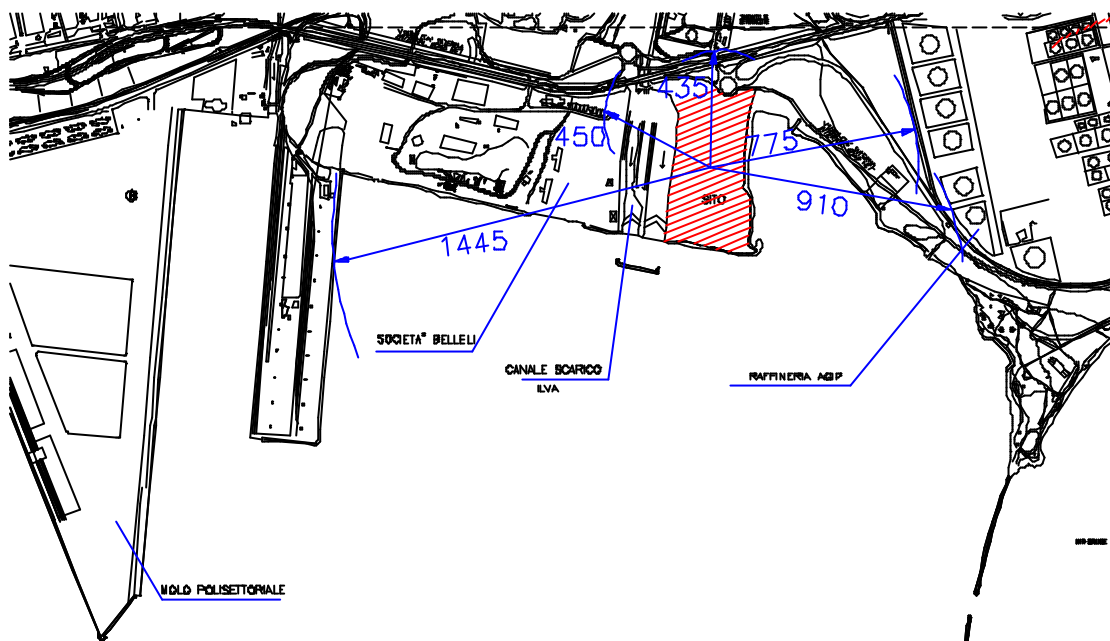 435
450
775
SITO
910
1445
SOCIETA" BELLELI
CANALE SCARICO
ILVA
RAFFINERIA AGIP
MOLO POLISETTORIALE